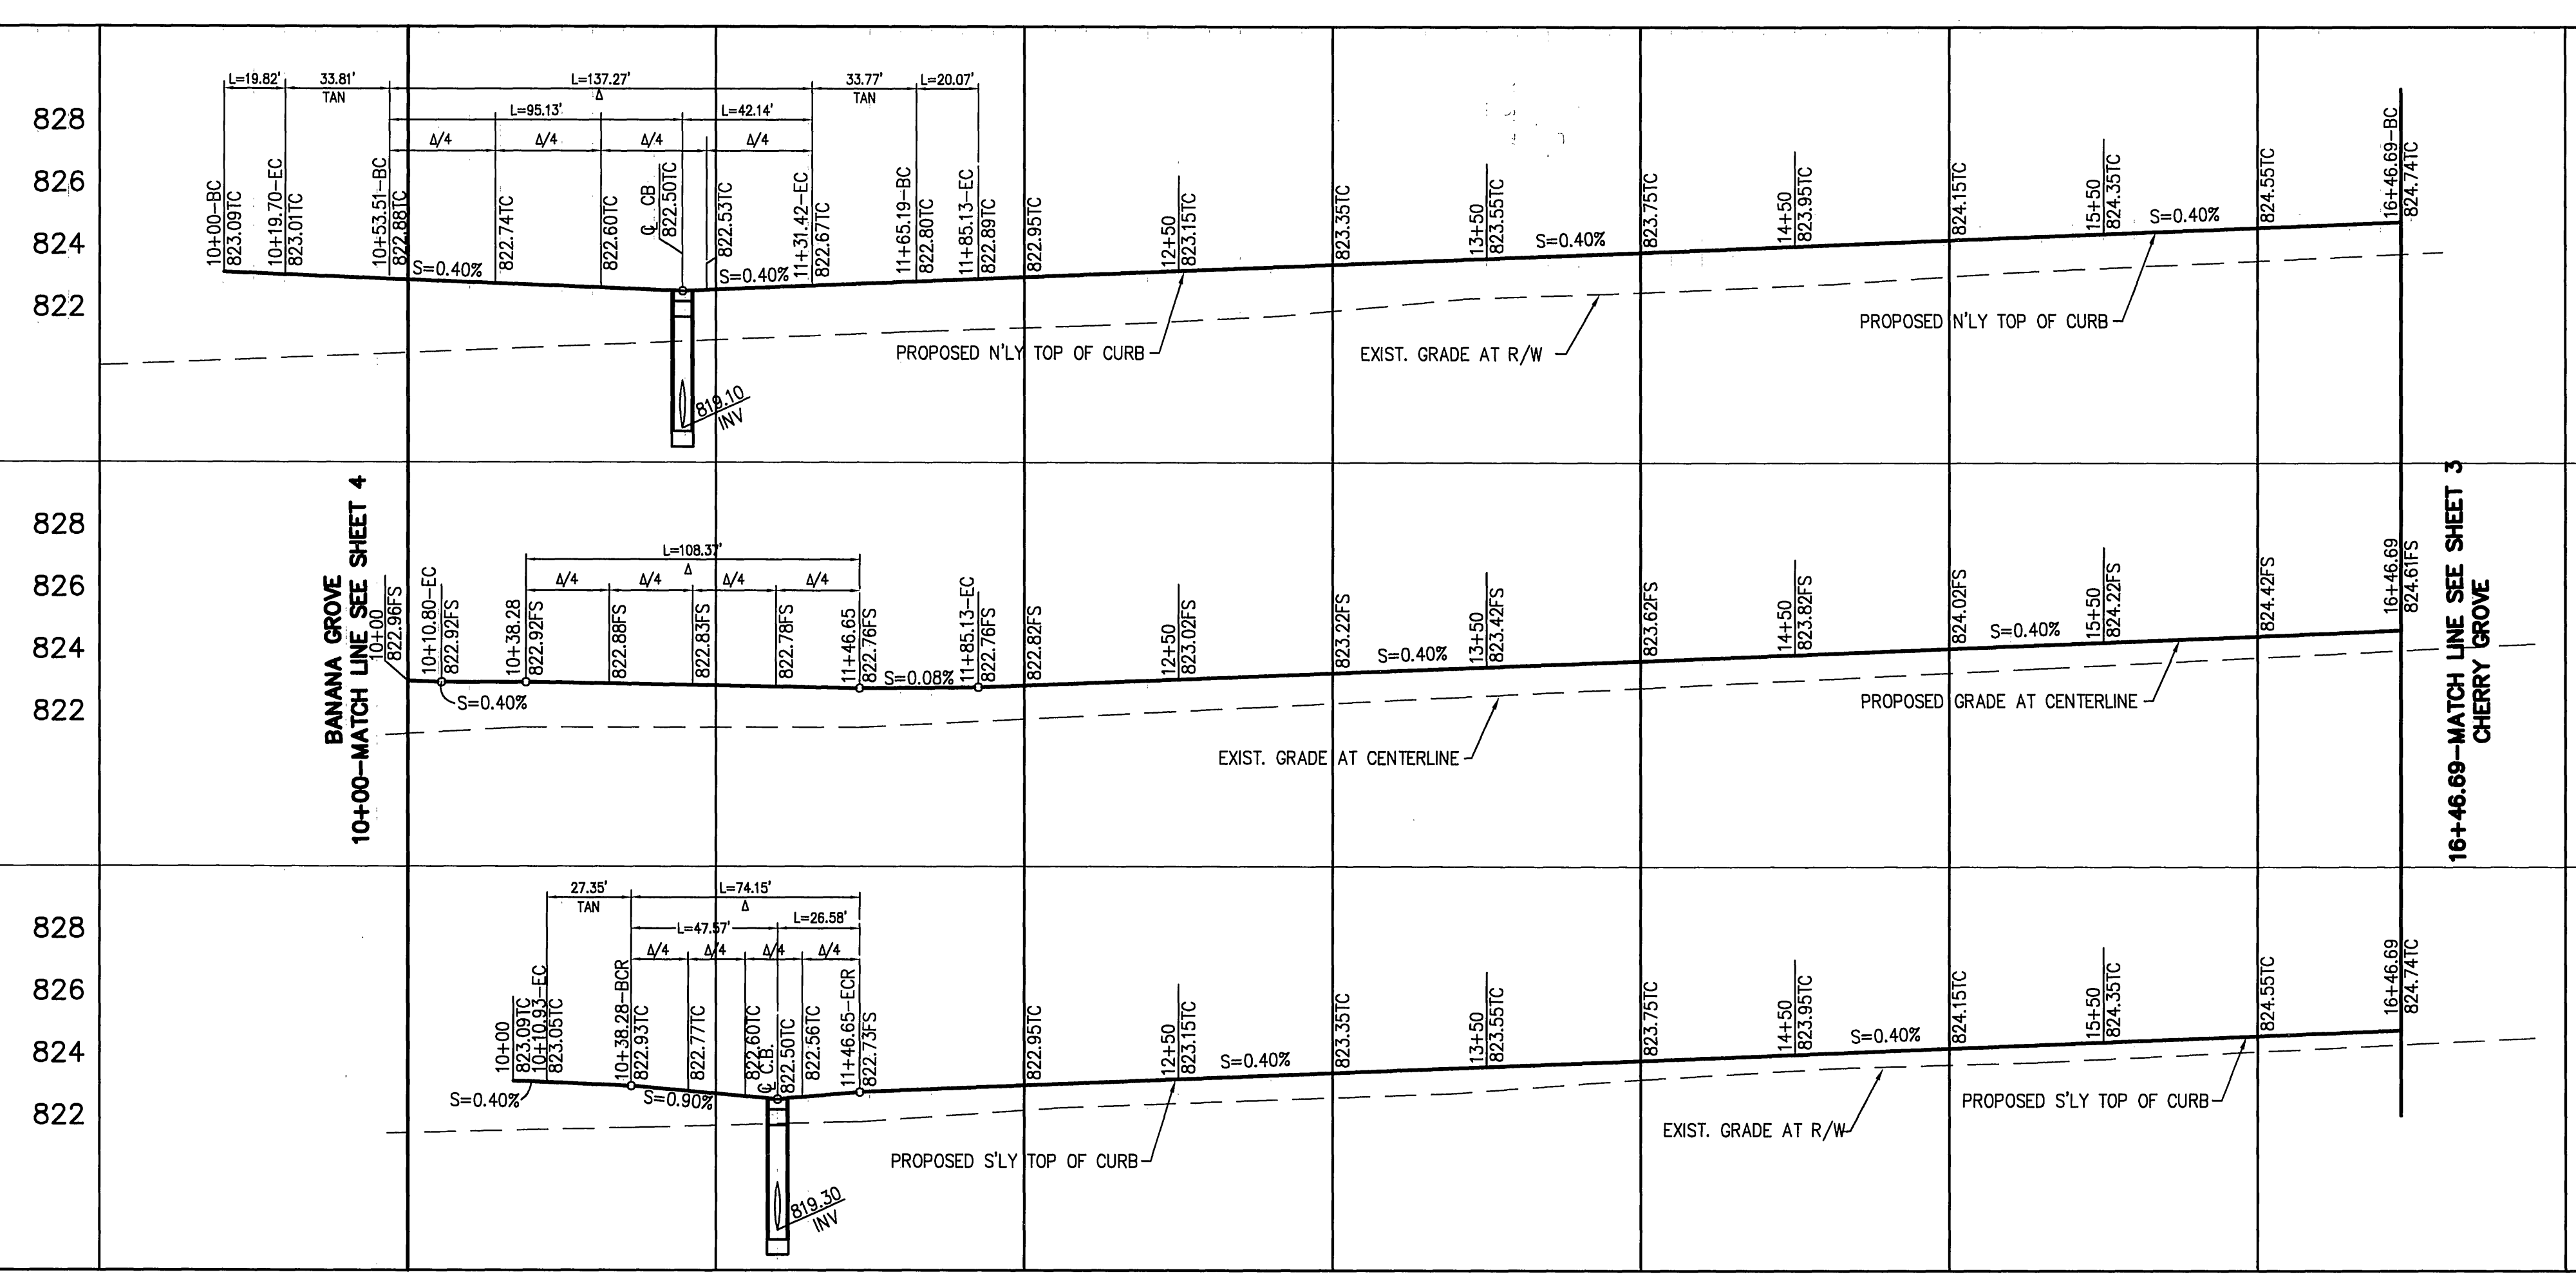 L=19.82'
33.81'
TAN
L=137.27'
Δ
33.77'
TAN
L=20.07'
L=95.13'
L=42.14'
Δ/4
Δ/4
Δ/4
Δ/4
828
826
824
822
10+00-BC
823.09TC
10+19.70-EC
823.01TC
10+53.51-BC
822.88TC
822.74TC
822.60TC
℄ CB
822.50TC
822.53TC
11+31.42-EC
822.67TC
11+65.19-BC
822.80TC
11+85.13-EC
822.89TC
822.95TC
12+50
823.15TC
823.35TC
13+50
823.55TC
823.75TC
14+50
823.95TC
824.15TC
15+50
824.35TC
824.55TC
16+46.69-BC
824.74TC
S=0.40%
S=0.40%
S=0.40%
S=0.40%
PROPOSED N'LY TOP OF CURB
EXIST. GRADE AT R/W
PROPOSED N'LY TOP OF CURB
819.10
INV
BANANA GROVE
10+00-MATCH LINE SEE SHEET 4
828
826
824
822
L=108.37'
Δ
Δ/4
Δ/4
Δ/4
Δ/4
10+00
822.96FS
10+10.80-EC
822.92FS
10+38.28
822.92FS
822.88FS
822.83FS
822.78FS
11+46.65
822.76FS
11+85.13-EC
822.76FS
822.82FS
12+50
823.02FS
823.22FS
13+50
823.42FS
823.62FS
14+50
823.82FS
824.02FS
15+50
824.22FS
824.42FS
16+46.69
824.61FS
S=0.40%
S=0.08%
S=0.40%
S=0.40%
EXIST. GRADE AT CENTERLINE
PROPOSED GRADE AT CENTERLINE
16+46.69-MATCH LINE SEE SHEET 3
CHERRY GROVE
828
826
824
822
27.35'
TAN
L=74.15'
Δ
L=47.57'
L=26.58'
Δ/4
Δ/4
Δ/4
Δ/4
10+00
823.09TC
10+10.93-EC
823.05TC
10+38.28-BCR
822.93TC
822.77TC
822.60TC
℄ C.B.
822.50TC
822.56TC
11+46.65-ECR
822.73FS
822.95TC
12+50
823.15TC
823.35TC
13+50
823.55TC
823.75TC
14+50
823.95TC
824.15TC
15+50
824.35TC
824.55TC
16+46.69
824.74TC
S=0.40%
S=0.90%
S=0.40%
S=0.40%
PROPOSED S'LY TOP OF CURB
EXIST. GRADE AT R/W
PROPOSED S'LY TOP OF CURB
819.30
INV